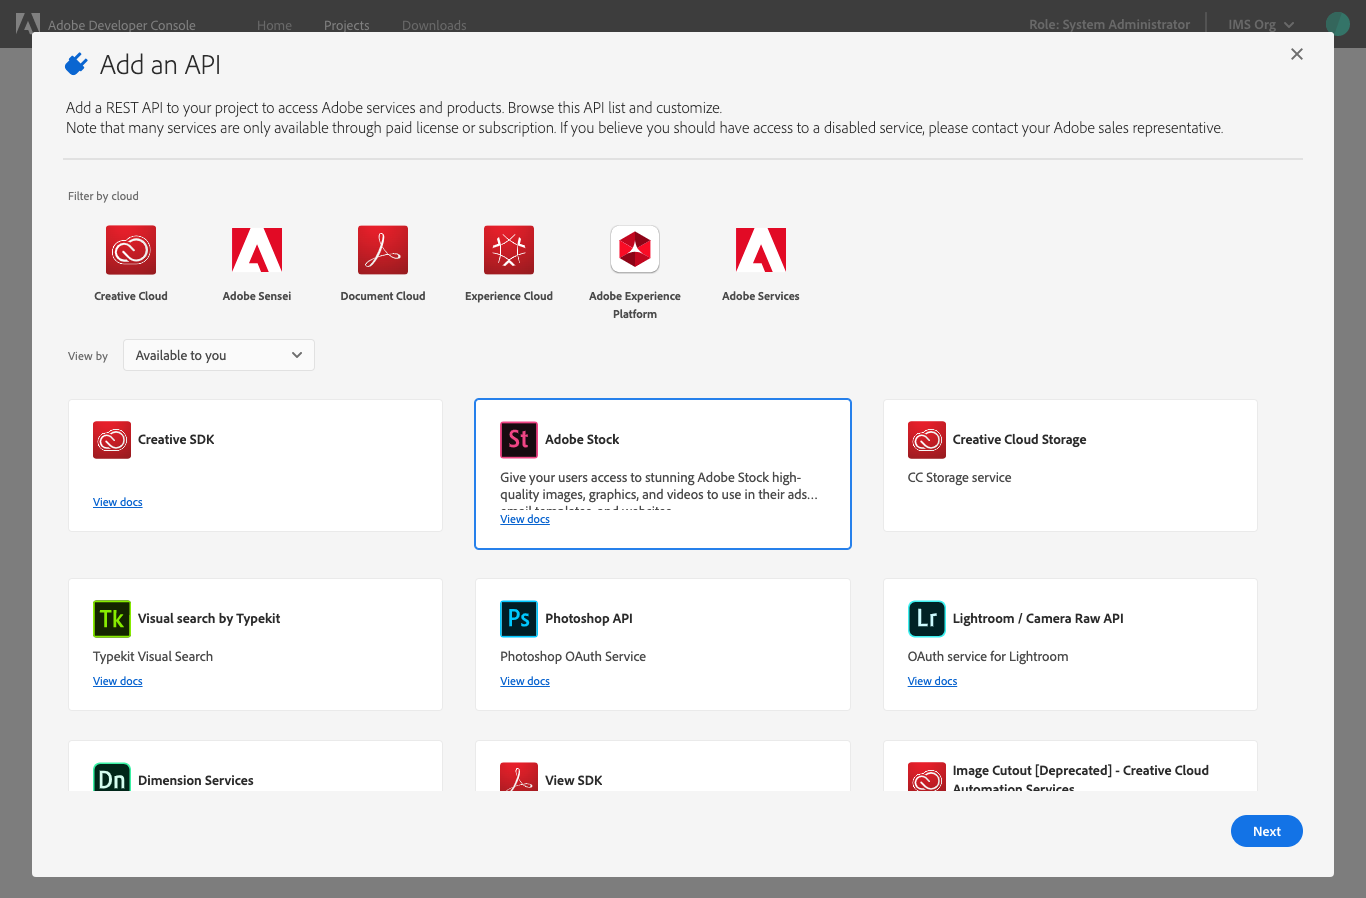 Adobe Developer Console
Home
Projects
Downloads
Role: System Administrator
IMS Org
Add an API
Add a REST API to your project to access Adobe services and products. Browse this API list and customize.
Note that many services are only available through paid license or subscription. If you believe you should have access to a disabled service, please contact your Adobe sales representative.
Filter by cloud
Creative Cloud
Adobe Sensei
Document Cloud
Experience Cloud
Adobe Experience
Platform
Adobe Services
View by
Available to you
Creative SDK
View docs
St
Adobe Stock
Give your users access to stunning Adobe Stock high-
quality images, graphics, and videos to use in their ads...
email templates, and websites
View docs
Creative Cloud Storage
CC Storage service
Tk
Visual search by Typekit
Typekit Visual Search
View docs
Ps
Photoshop API
Photoshop OAuth Service
View docs
Lr
Lightroom / Camera Raw API
OAuth service for Lightroom
View docs
Dn
Dimension Services
View SDK
Image Cutout [Deprecated] - Creative Cloud
Automation Services
Next